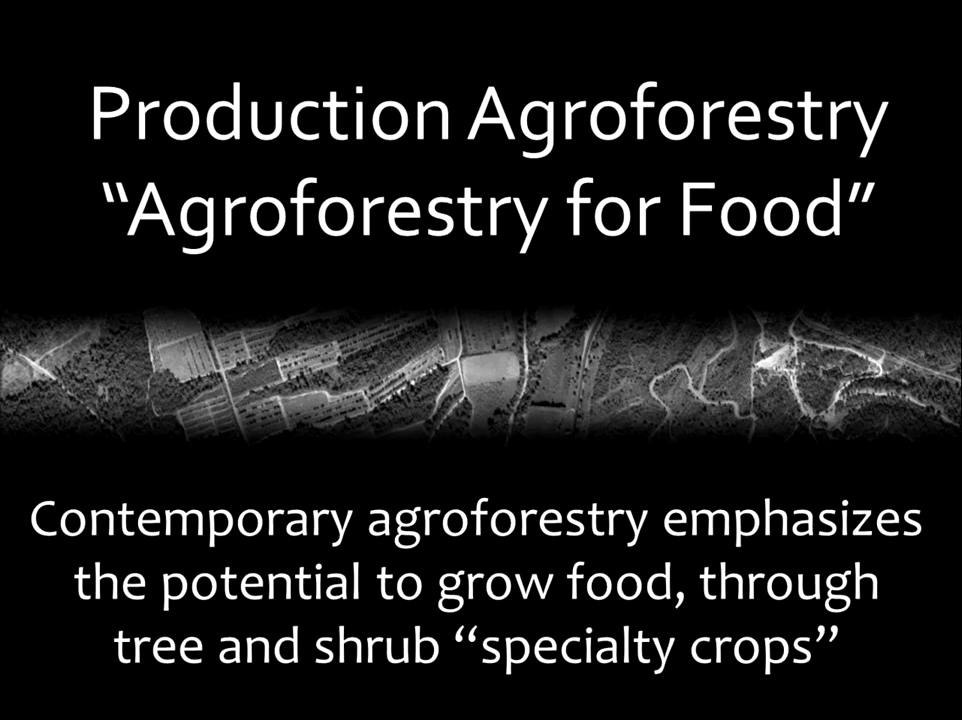 Production Agroforestry
“Agroforestry for Food”
Contemporary agroforestry emphasizes
the potential to grow food, through
tree and shrub “specialty crops”